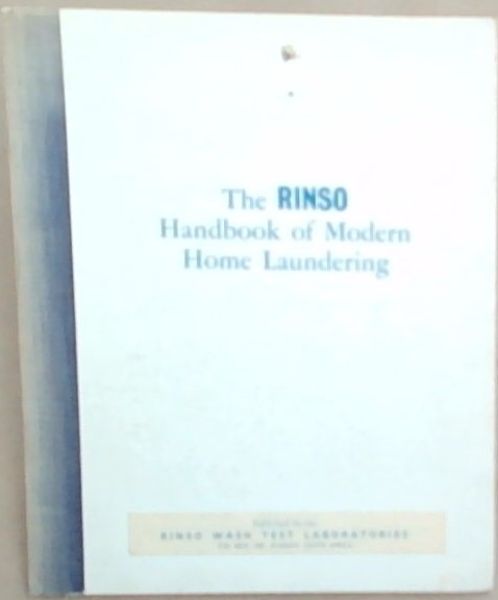 The RINSO
Handbook of Modern
Home Laundering
RINSO WASH TEST LABORATORIES